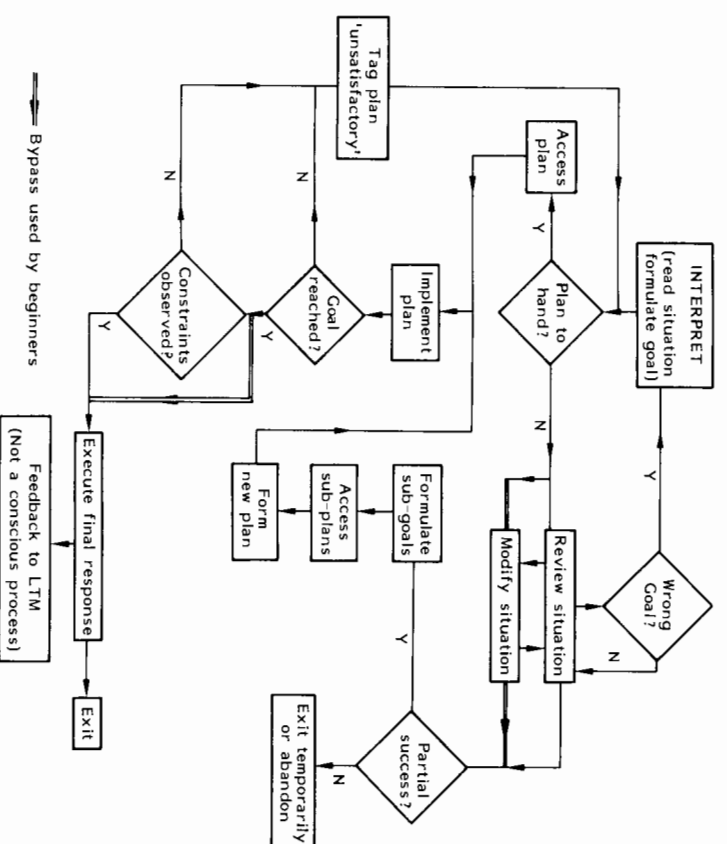 INTERPRET
(read situation
formulate goal)
Wrong
Goal?
Y
N
Plan to
hand?
Y
N
Access
plan
Review situation
Modify situation
Tag plan
'unsatisfactory'
Implement
plan
Formulate
sub-goals
Y
Partial
success?
N
Goal
reached?
N
Y
Access
sub-plans
Exit temporarily
or abandon
Form
new plan
Constraints
observed?
N
Y
Execute final response
Exit
Feedback to LTM
(Not a conscious process)
Bypass used by beginners